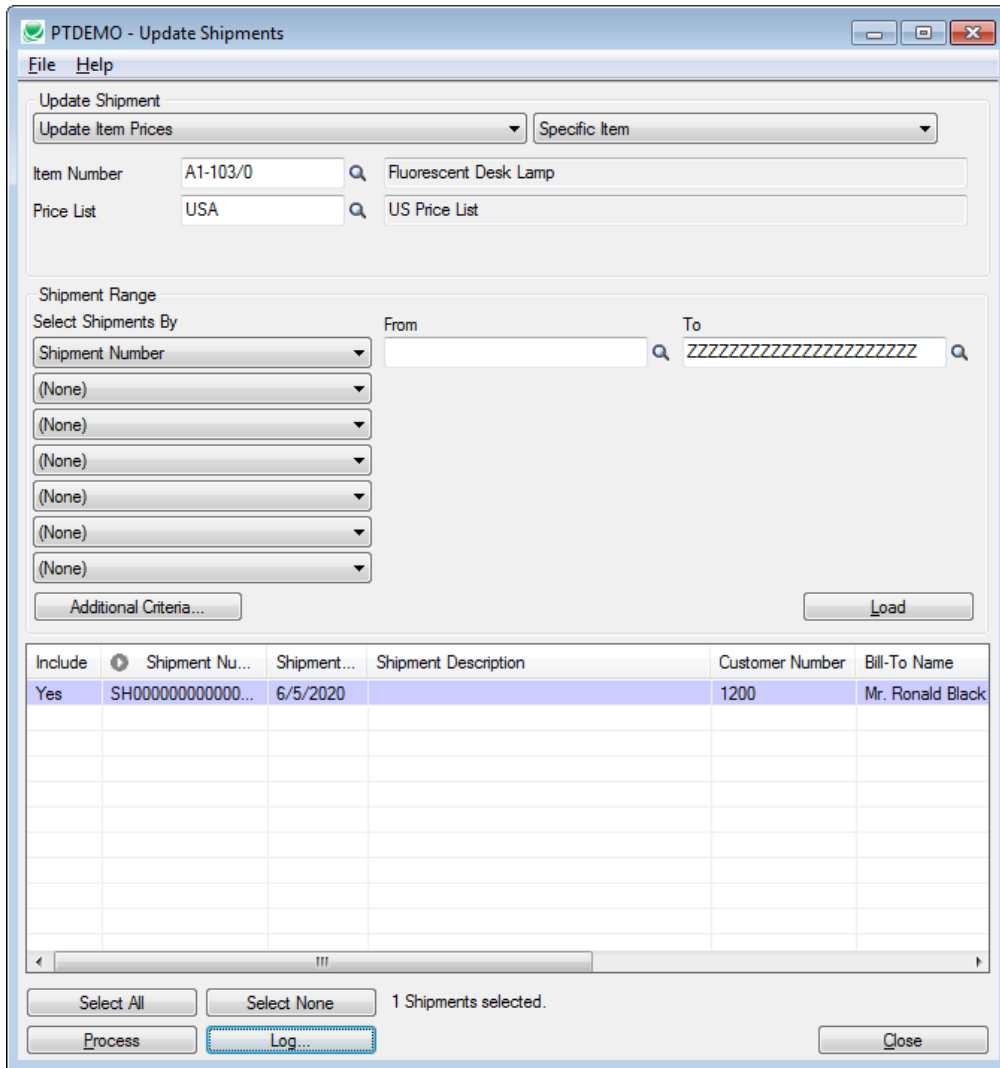 PTDEMO - Update Shipments
File Help
Update Shipment
Update Item Prices Specific Item
Item Number A1-103/0 Fluorescent Desk Lamp
Price List USA US Price List
Shipment Range
Select Shipments By From To
Shipment Number ZZZZZZZZZZZZZZZZZZZZZZ
(None)
(None)
(None)
(None)
(None)
(None)
Additional Criteria... Load
Include Shipment Nu... Shipment... Shipment Description Customer Number Bill-To Name
Yes SH000000000000... 6/5/2020 1200 Mr. Ronald Black
Select All Select None 1 Shipments selected.
Process Log... Close